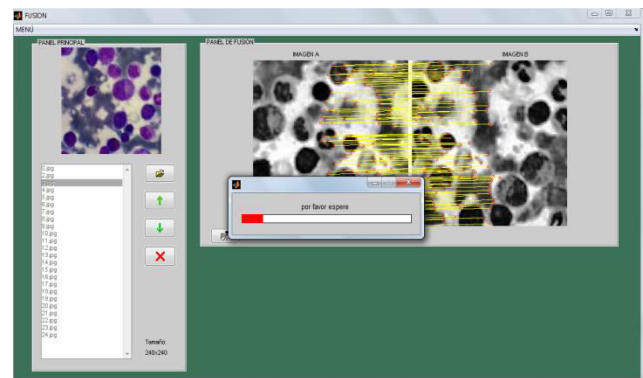 FUSION
MENÚ
PANEL PRINCIPAL
PANEL DE FUSIÓN
IMAGEN A
IMAGEN B
1.jpg
2.jpg
3.jpg
4.jpg
5.jpg
6.jpg
7.jpg
8.jpg
9.jpg
10.jpg
11.jpg
12.jpg
13.jpg
14.jpg
15.jpg
16.jpg
17.jpg
18.jpg
19.jpg
20.jpg
21.jpg
22.jpg
23.jpg
24.jpg
por favor espere
Tamaño:
240x240